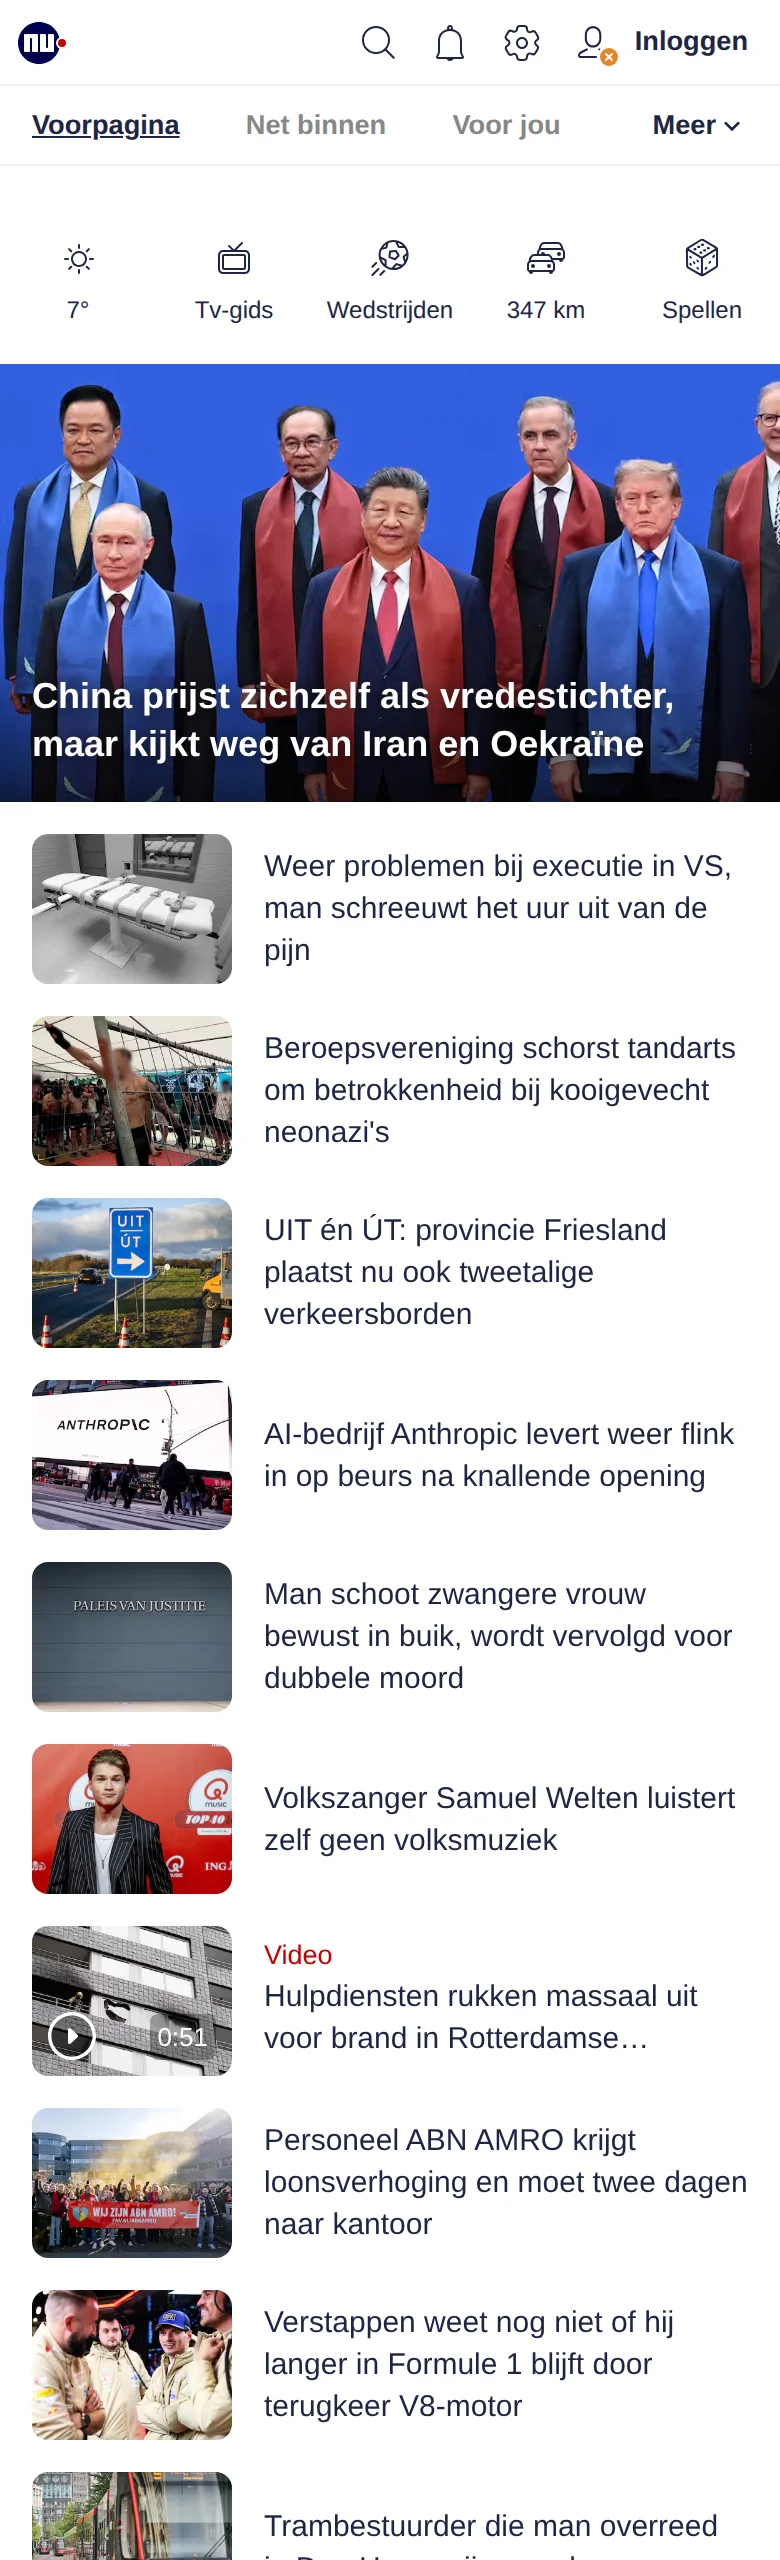 nu
Inloggen
Voorpagina
Net binnen
Voor jou
Meer
7°
Tv-gids
Wedstrijden
347 km
Spellen
China prijst zichzelf als vredestichter,
maar kijkt weg van Iran en Oekraïne
Weer problemen bij executie in VS,
man schreeuwt het uur uit van de
pijn
Beroepsvereniging schorst tandarts
om betrokkenheid bij kooigevecht
neonazi's
UIT
ÚT
UIT én ÚT: provincie Friesland
plaatst nu ook tweetalige
verkeersborden
ANTHROP\C
AI-bedrijf Anthropic levert weer flink
in op beurs na knallende opening
PALEIS VAN JUSTITIE
Man schoot zwangere vrouw
bewust in buik, wordt vervolgd voor
dubbele moord
MUSIC
TOP 40
ING
Volkszanger Samuel Welten luistert
zelf geen volksmuziek
0:51
Video
Hulpdiensten rukken massaal uit
voor brand in Rotterdamse…
WIJ ZIJN ABN AMRO!
Personeel ABN AMRO krijgt
loonsverhoging en moet twee dagen
naar kantoor
Verstappen weet nog niet of hij
langer in Formule 1 blijft door
terugkeer V8-motor
Trambestuurder die man overreed